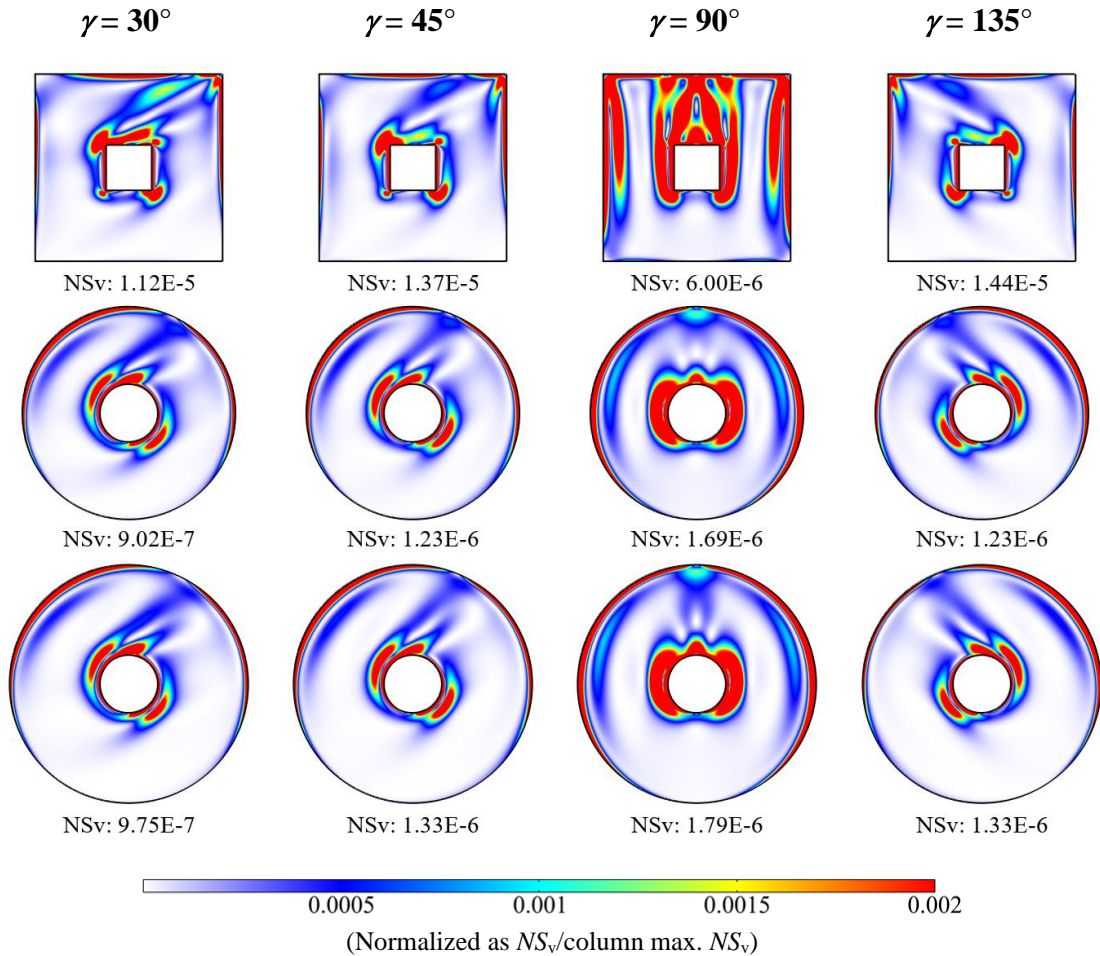 γ = 30° γ = 45° γ = 90° γ = 135°
NSv: 1.12E-5 NSv: 1.37E-5 NSv: 6.00E-6 NSv: 1.44E-5
NSv: 9.02E-7 NSv: 1.23E-6 NSv: 1.69E-6 NSv: 1.23E-6
NSv: 9.75E-7 NSv: 1.33E-6 NSv: 1.79E-6 NSv: 1.33E-6
0.0005 0.001 0.0015 0.002
(Normalized as NSv/column max. NSv)